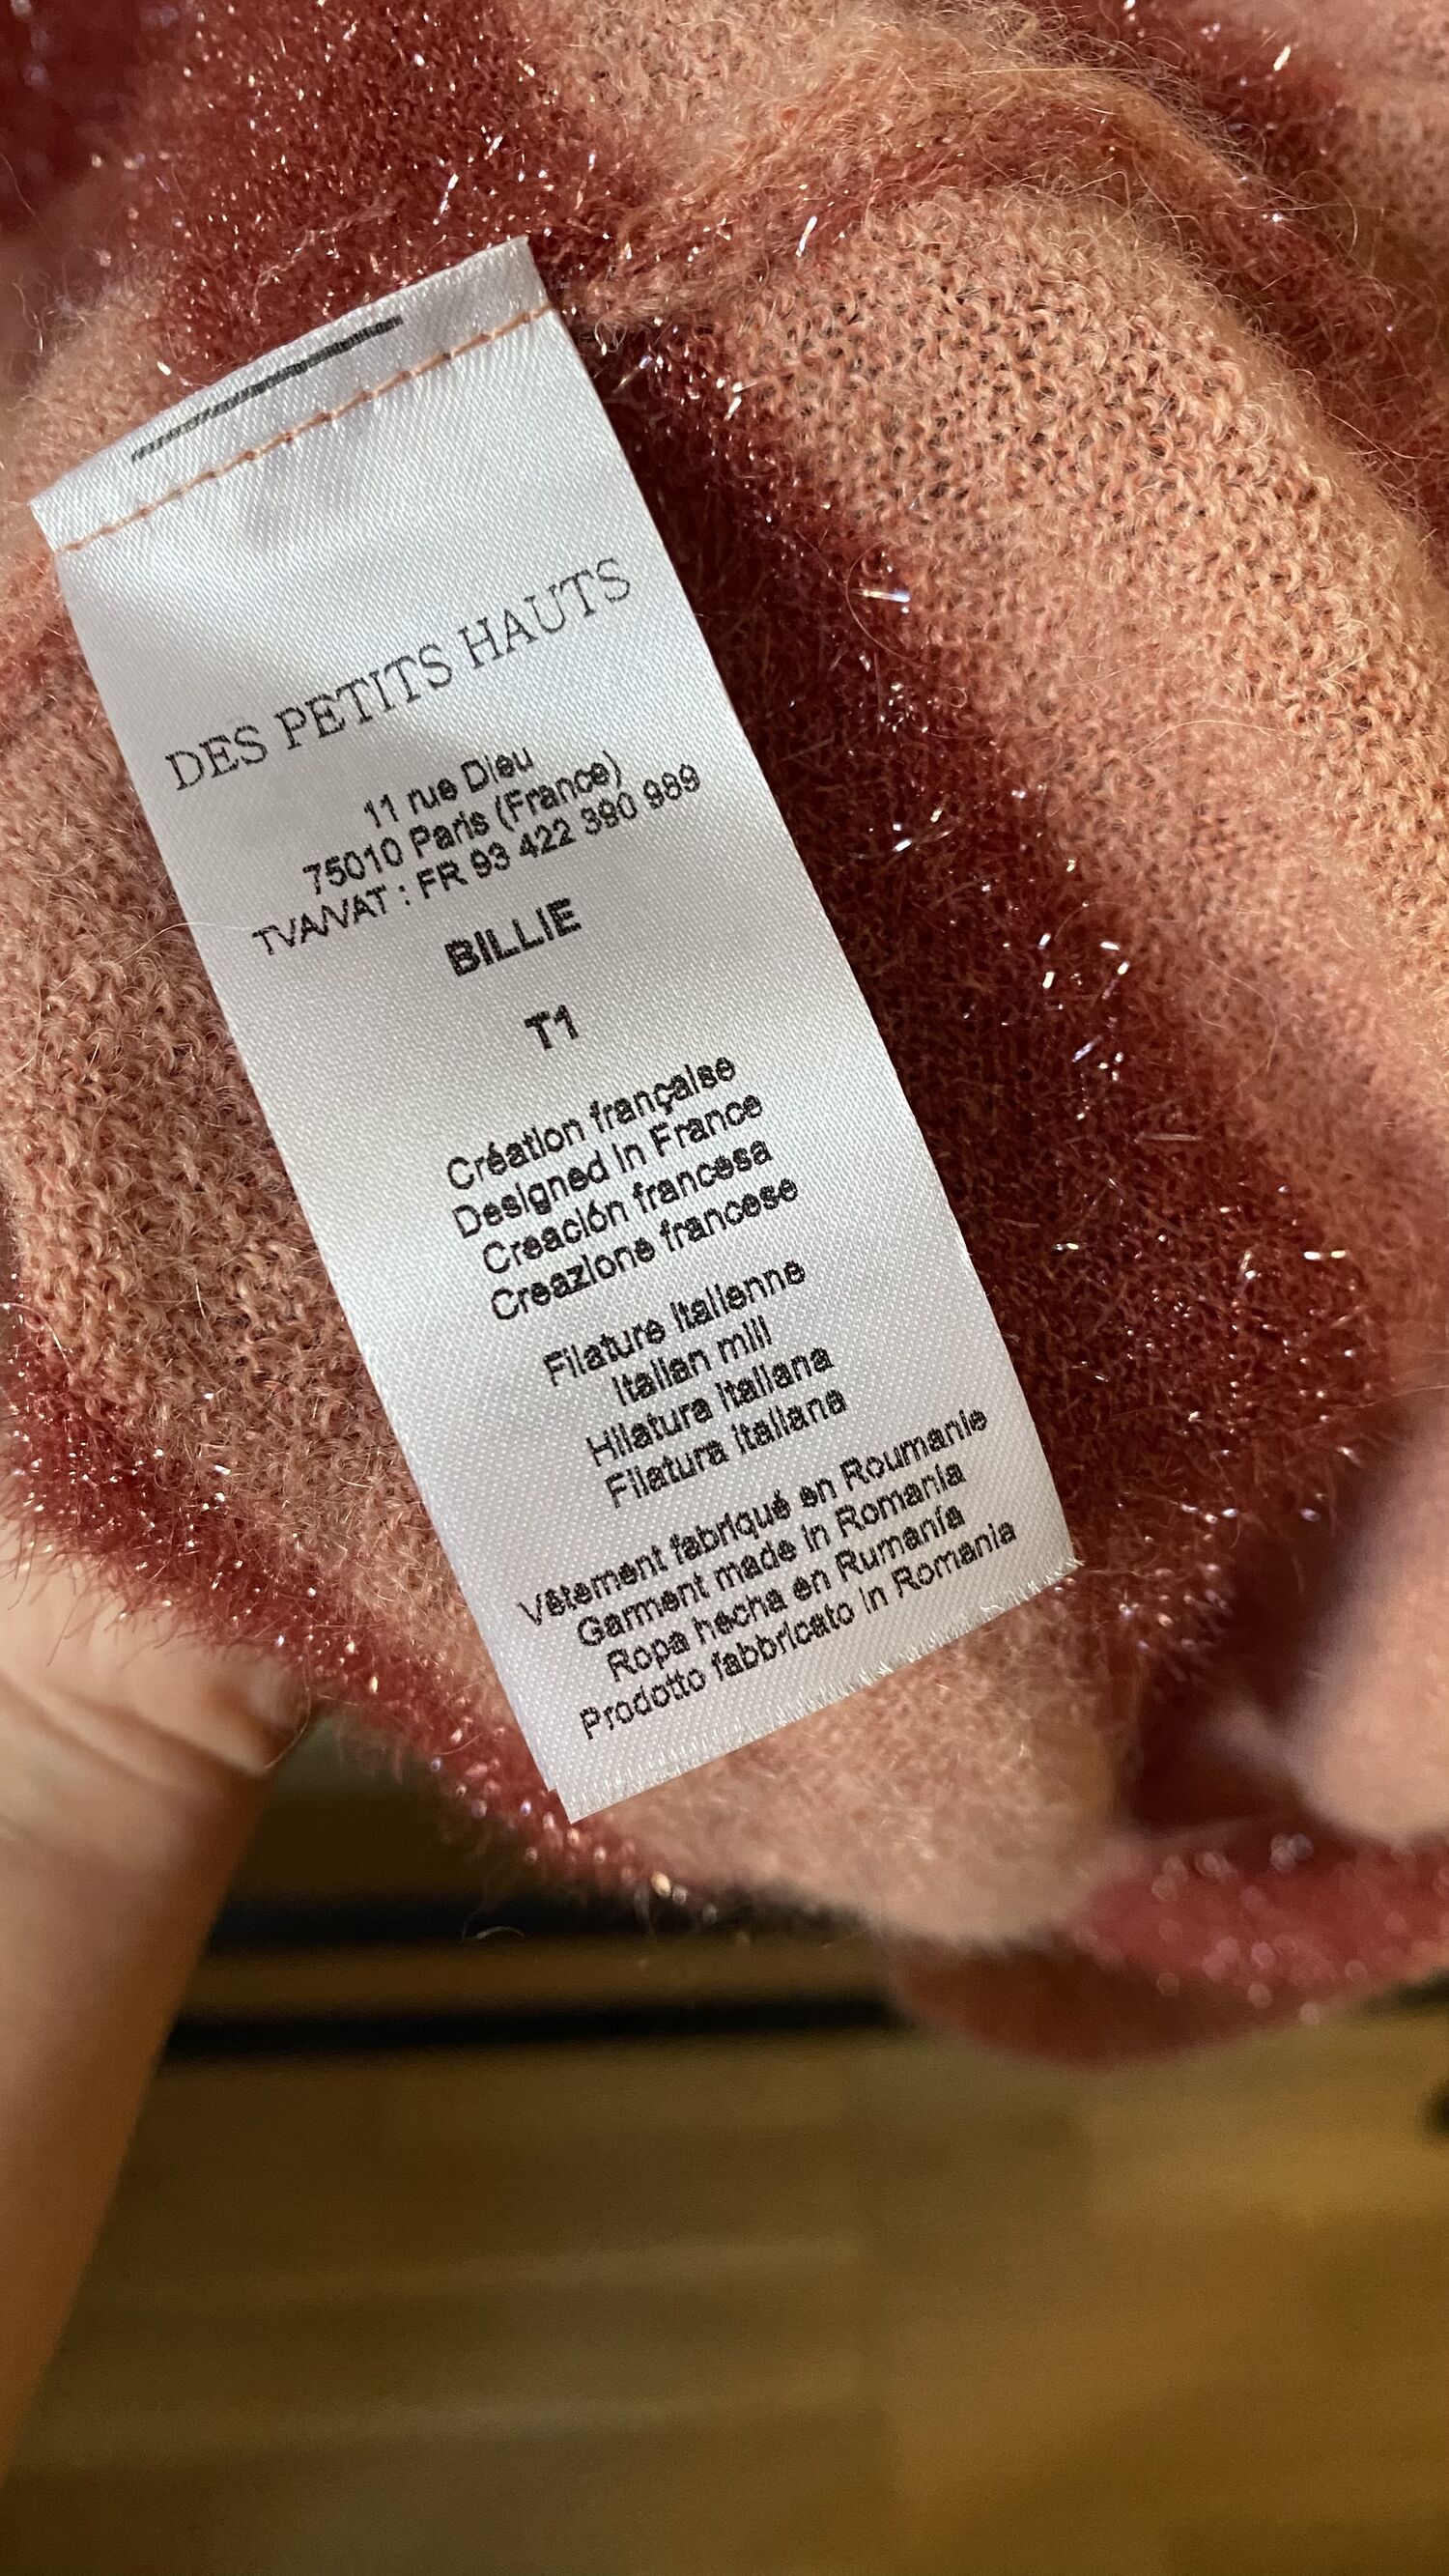 DES PETITS HAUTS
11 rue Dieu
75010 Paris (France)
TVA/VAT : FR 93 422 390 989
BILLIE
T1
Création française
Designed in France
Creación francesa
Creazione francese
Filature italienne
Italian mill
Hilatura italiana
Filatura italiana
Vêtement fabriqué en Roumanie
Garment made in Romania
Ropa hecha en Rumanía
Prodotto fabbricato in Romania